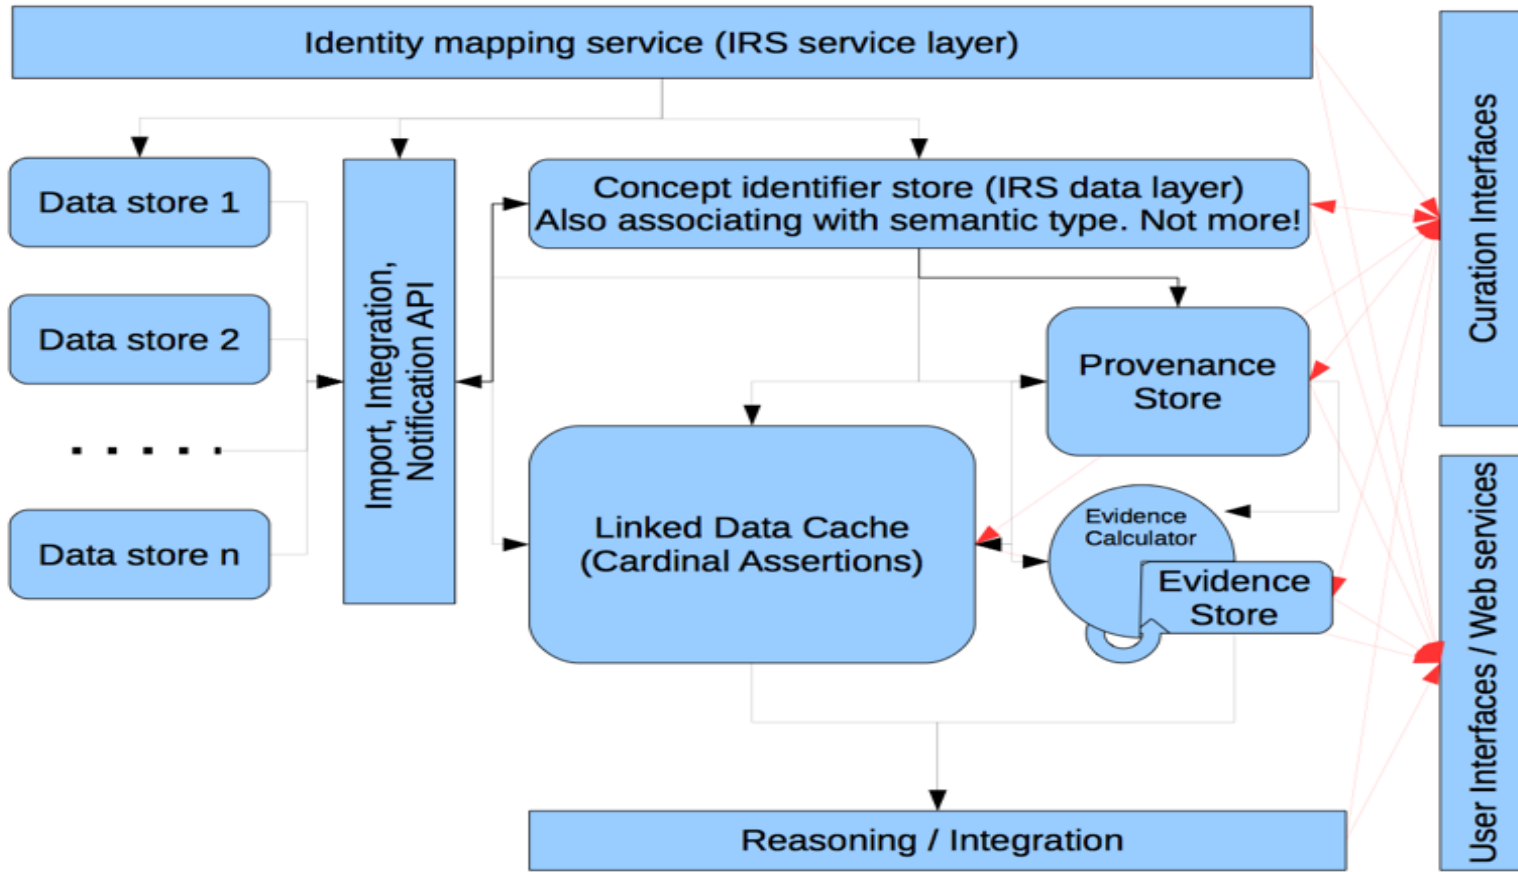 Identity mapping service (IRS service layer)
Data store 1
Data store 2
Data store n
Import, Integration,
Notification API
Concept identifier store (IRS data layer)
Also associating with semantic type. Not more!
Provenance
Store
Linked Data Cache
(Cardinal Assertions)
Evidence
Calculator
Evidence
Store
Reasoning / Integration
Curation Interfaces
User Interfaces / Web services